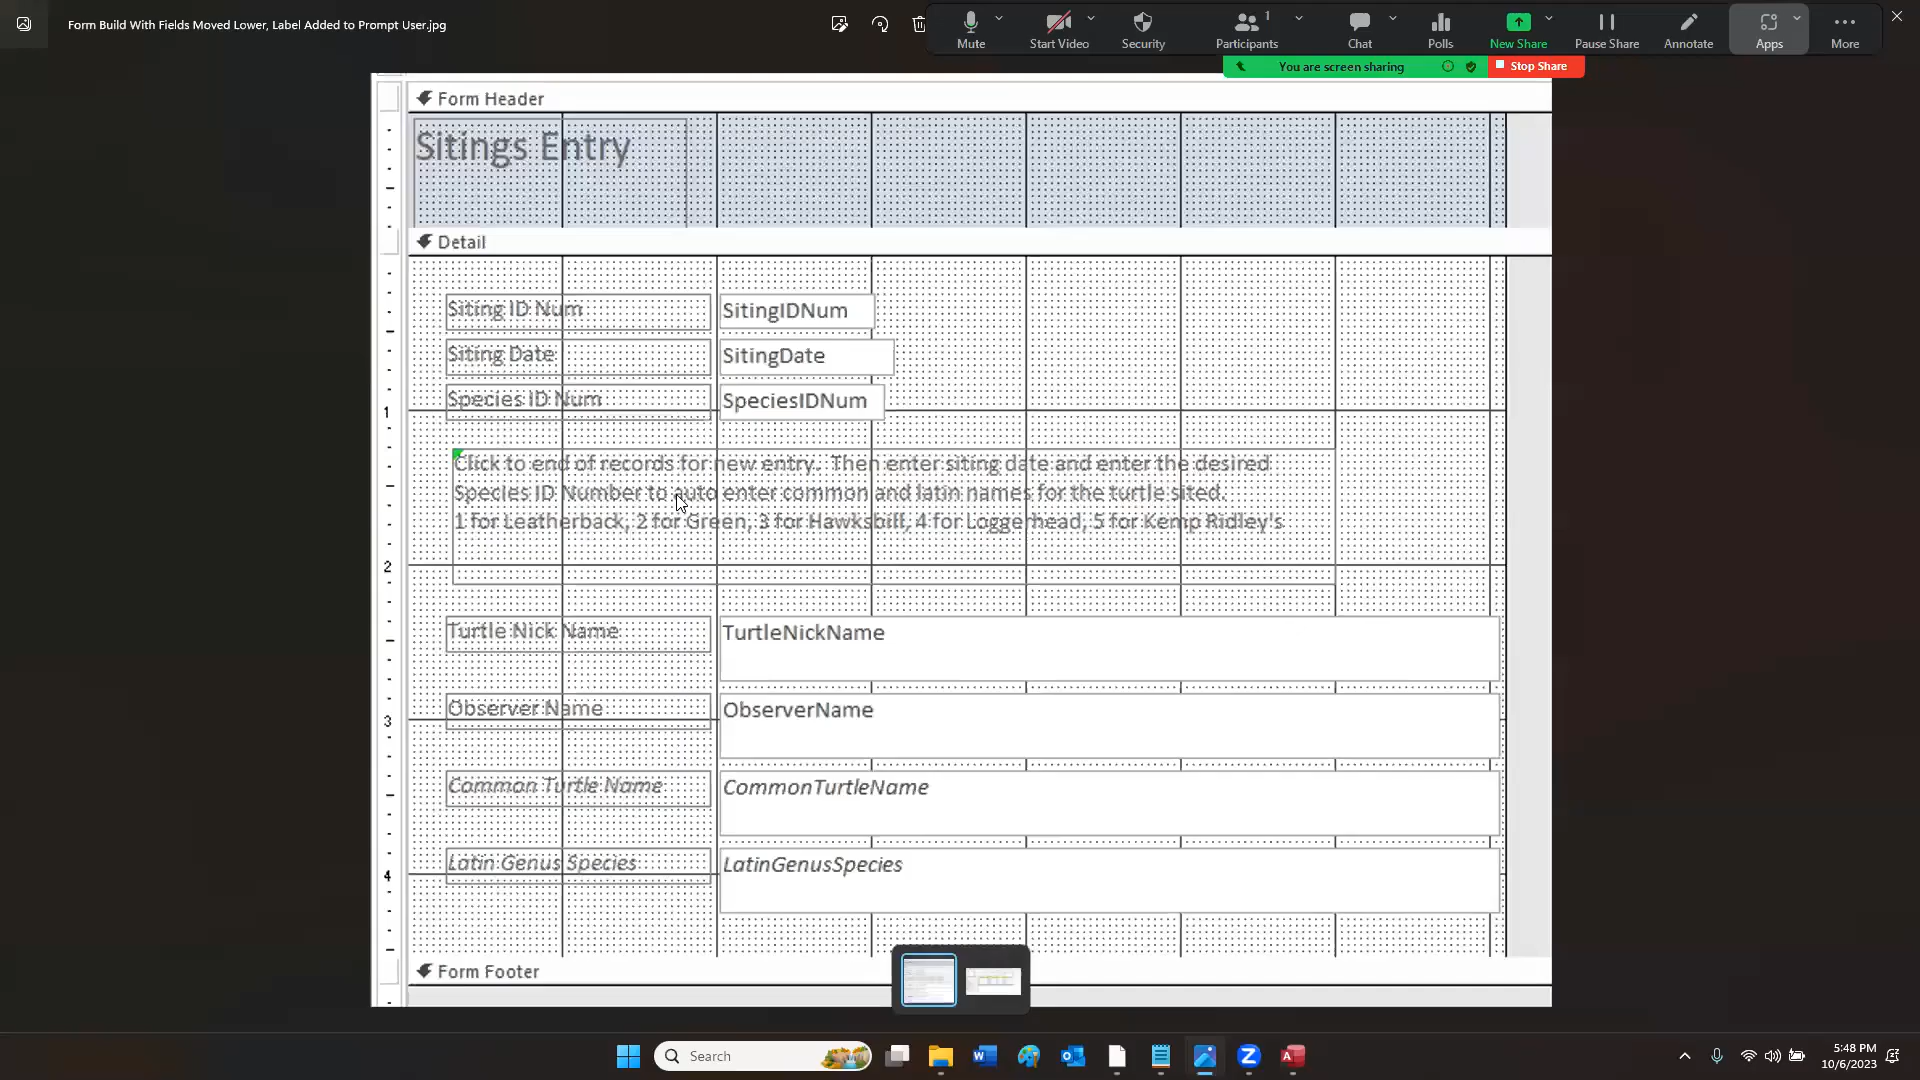 Form Build With Fields Moved Lower, Label Added to Prompt User.jpg
Mute
Start Video
Security
Participants
1
Chat
Polls
New Share
Pause Share
Annotate
Apps
More
You are screen sharing
Stop Share
Form Header
Sitings Entry
Detail
Siting ID Num
SitingIDNum
Siting Date
SitingDate
Species ID Num
SpeciesIDNum
1
Click to end of records for new entry. Then enter siting date and enter the desired
Species ID Number to auto enter common and latin names for the turtle sited.
1 for Leatherback, 2 for Green, 3 for Hawksbill, 4 for Loggerhead, 5 for Kemp Ridley's
2
Turtle Nick Name
TurtleNickName
Observer Name
ObserverName
3
Common Turtle Name
CommonTurtleName
Latin Genus Species
LatinGenusSpecies
4
Form Footer
Search
5:48 PM
10/6/2023